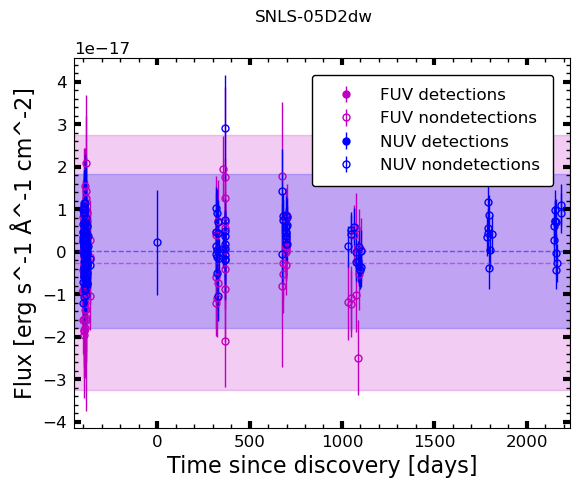 SNLS-05D2dw
1e−17
FUV detections
FUV nondetections
NUV detections
NUV nondetections
4
3
2
1
0
−1
−2
−3
−4
Flux [erg s^-1 Å^-1 cm^-2]
0 500 1000 1500 2000
Time since discovery [days]